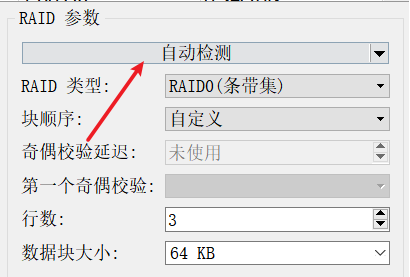 RAID 参数
自动检测
RAID 类型: RAID0(条带集)
块顺序: 自定义
奇偶校验延迟: 未使用
第一个奇偶校验:
行数: 3
数据块大小: 64 KB